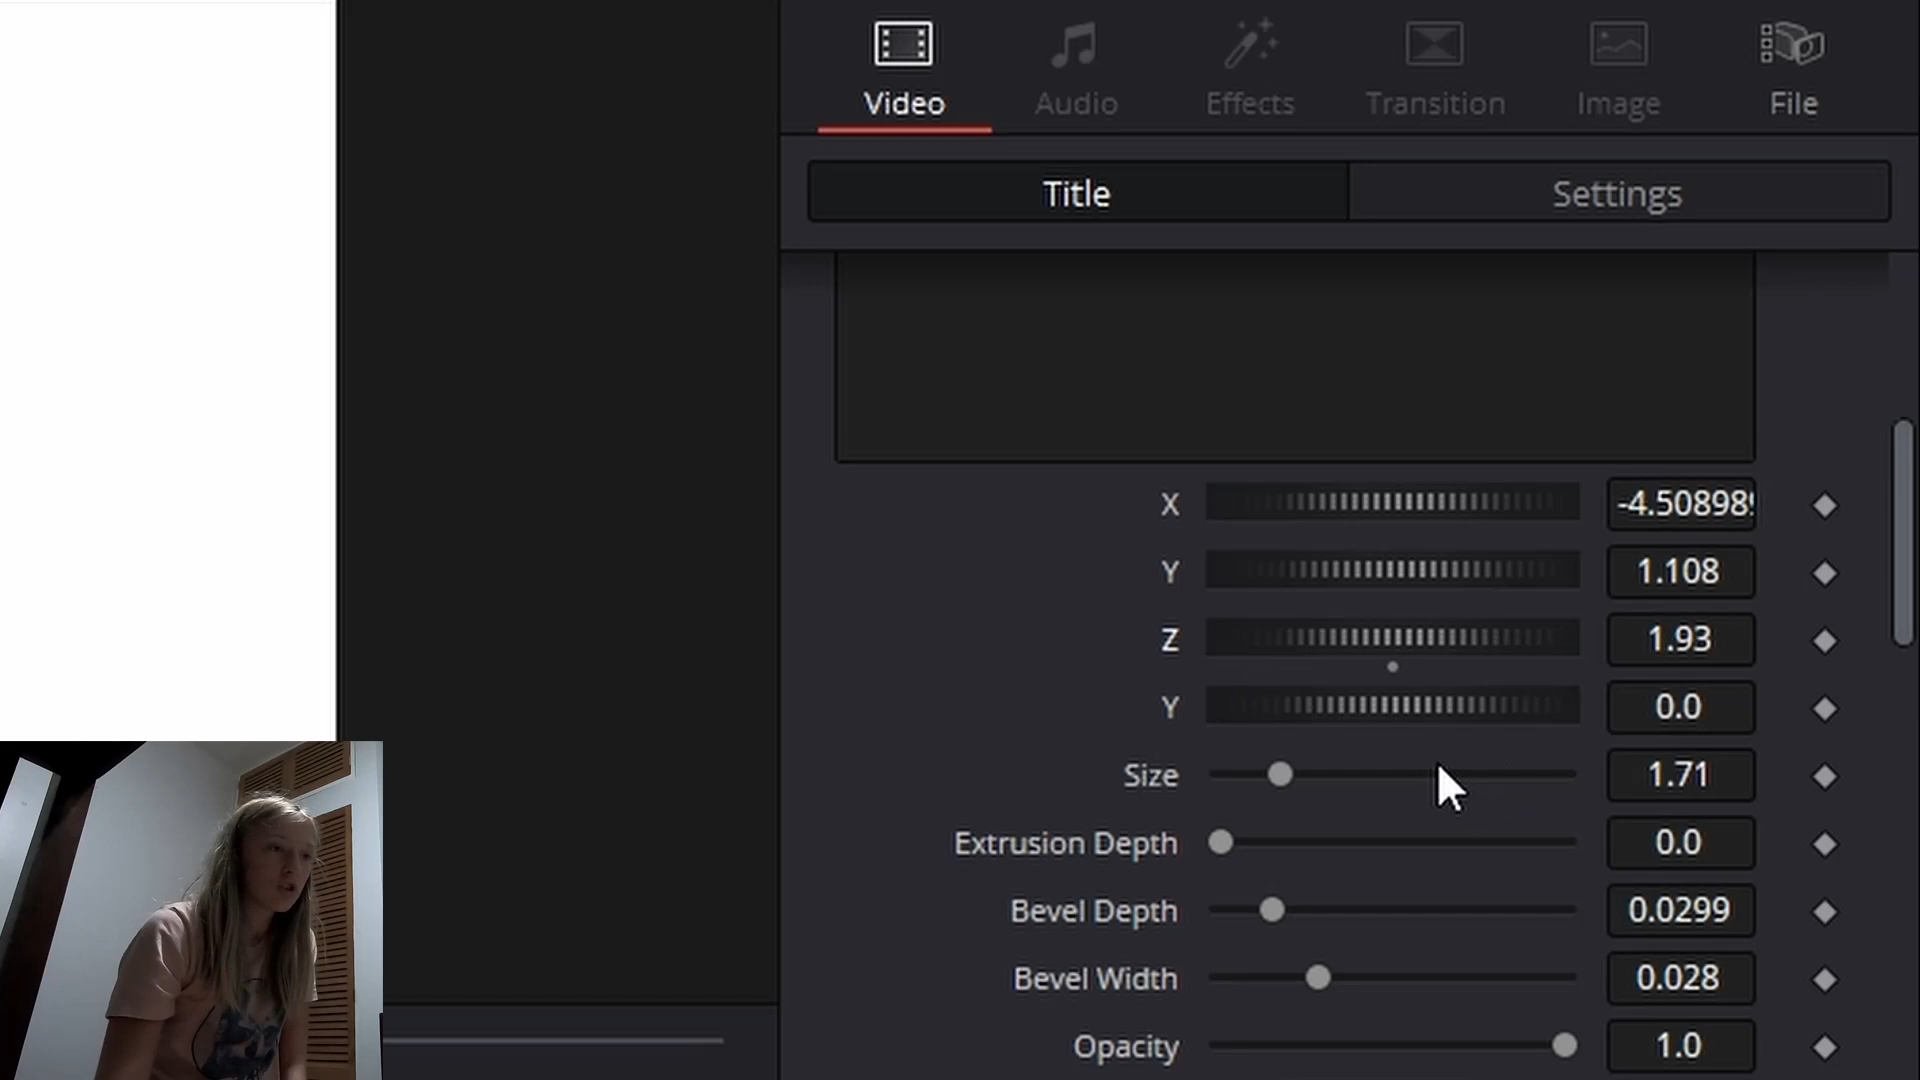 Video Audio Effects Transition Image File
Title Settings
X -4.50898
Y 1.108
Z 1.93
Y 0.0
Size 1.71
Extrusion Depth 0.0
Bevel Depth 0.0299
Bevel Width 0.028
Opacity 1.0